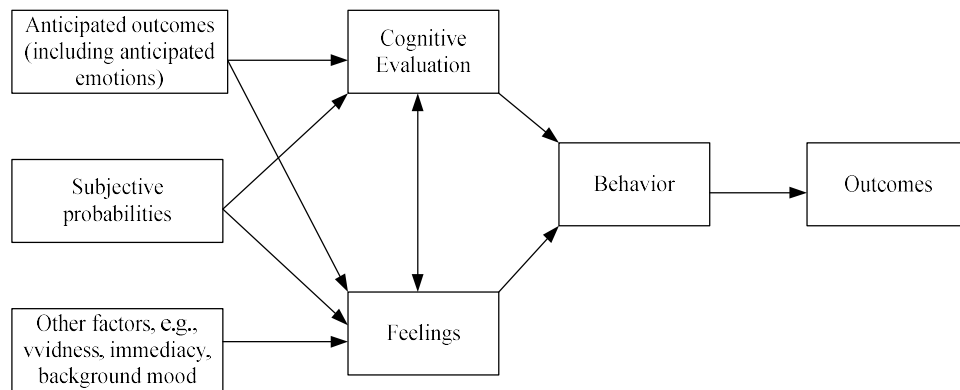 Anticipated outcomes
(including anticipated
emotions)
Cognitive
Evaluation
Subjective
probabilities
Behavior
Outcomes
Other factors, e.g.,
vvidness, immediacy,
background mood
Feelings